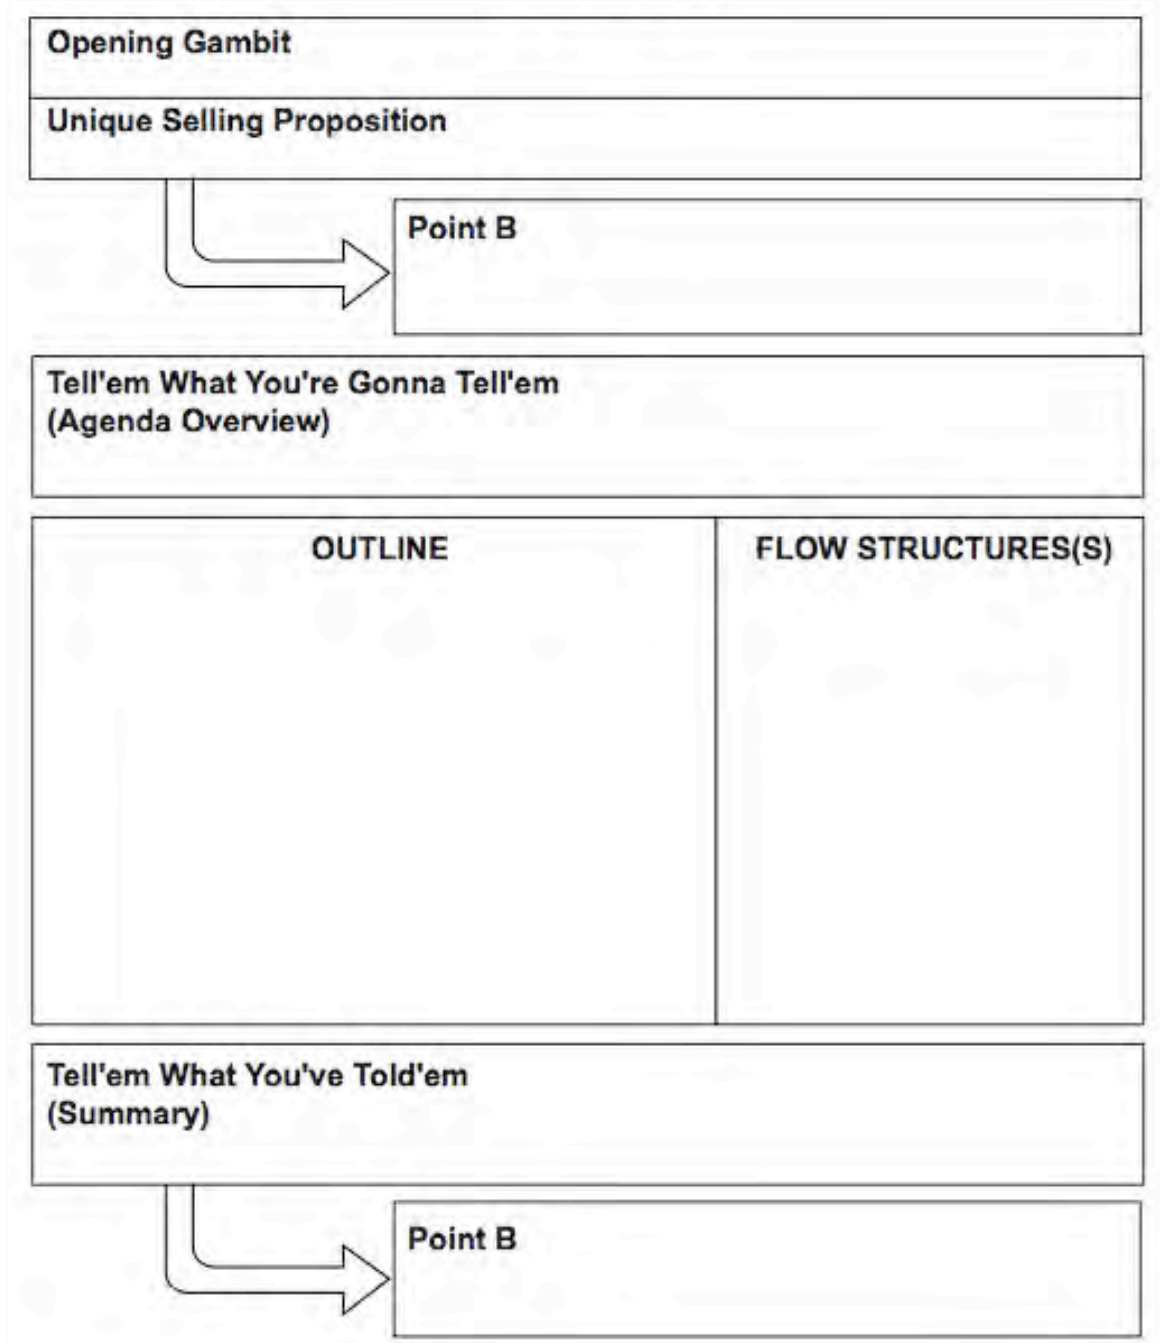 Opening Gambit
Unique Selling Proposition
Point B
Tell'em What You're Gonna Tell'em
(Agenda Overview)
OUTLINE
FLOW STRUCTURES(S)
Tell'em What You've Told'em
(Summary)
Point B